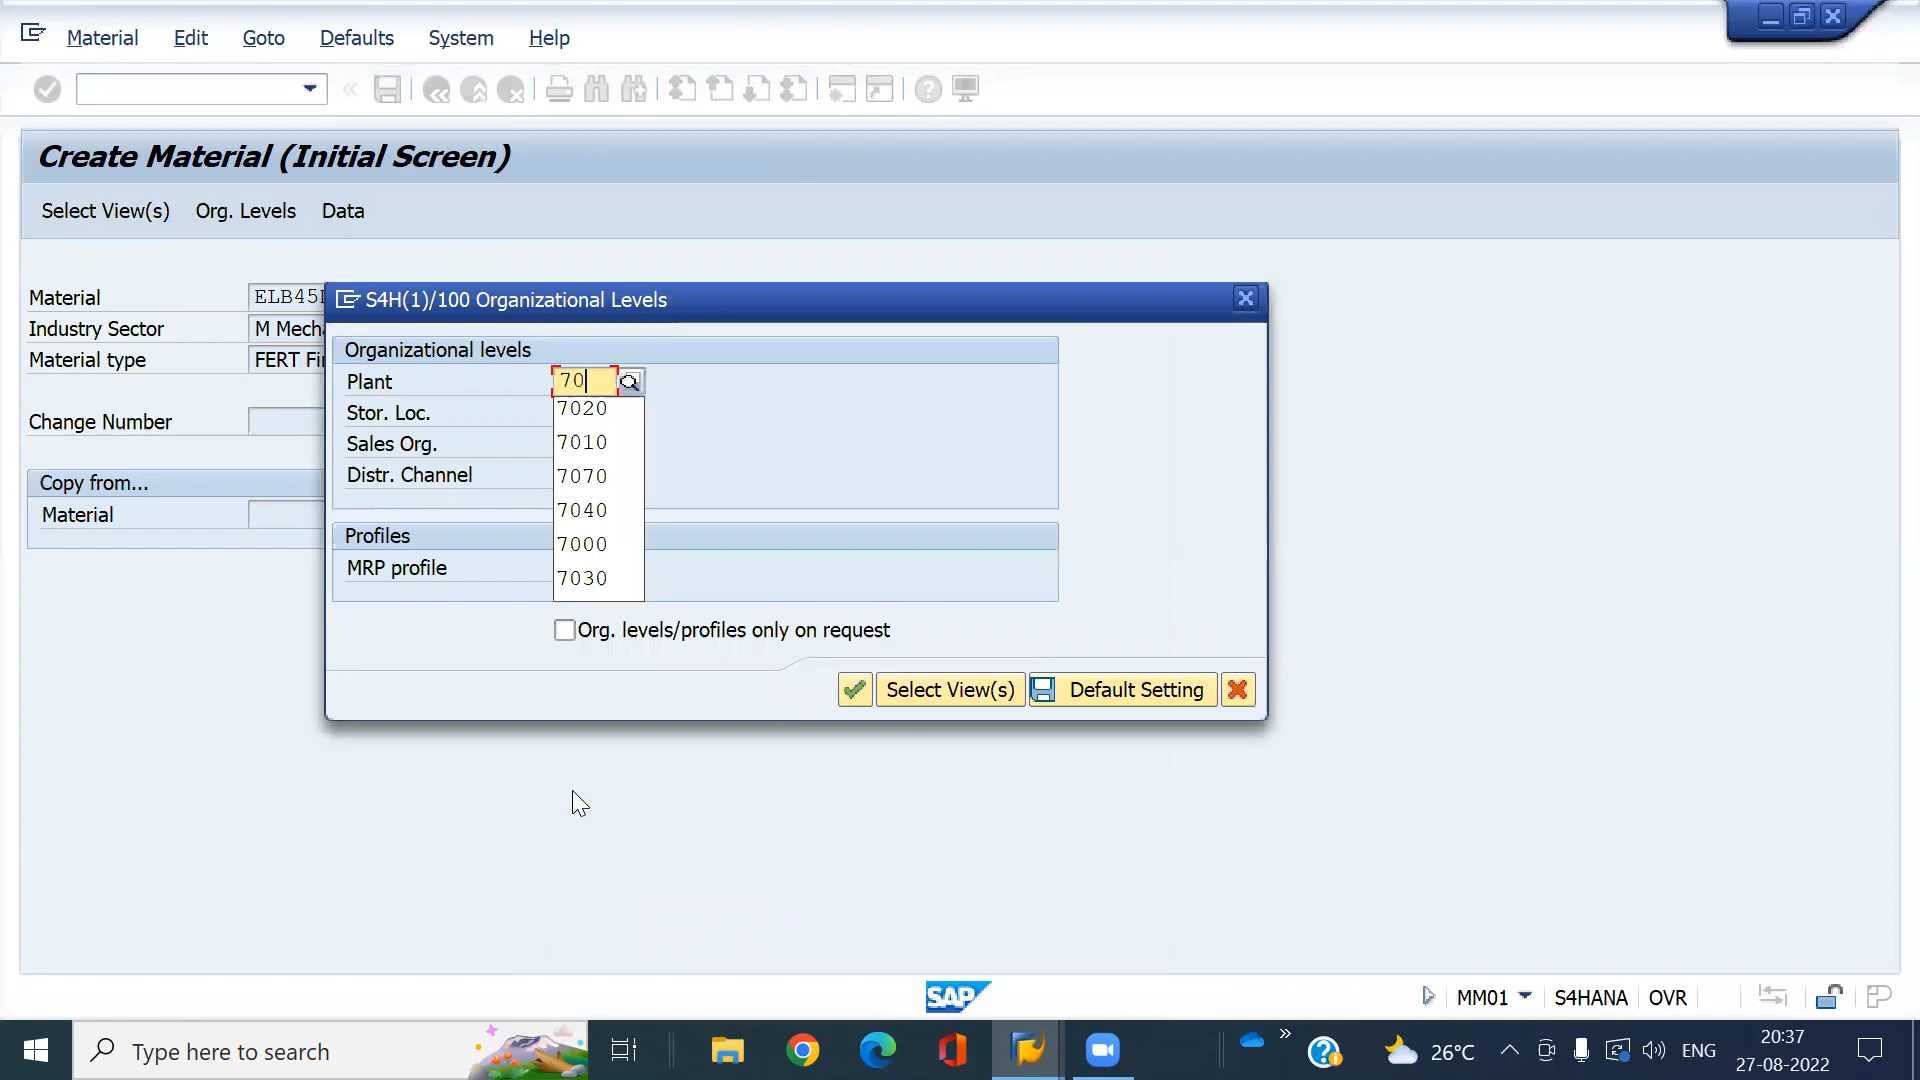 Material Edit Goto Defaults System Help
Create Material (Initial Screen)
Select View(s) Org. Levels Data
Material
Industry Sector M Mecha
Material type FERT
Change Number
Copy from...
Material
S4H(1)/100 Organizational Levels
Organizational levels
Plant 70
Stor. Loc.
Sales Org.
Distr. Channel
7020
7010
7070
7040
7000
7030
Profiles
MRP profile
Org. levels/profiles only on request
Select View(s) Default Setting
SAP
MM01 S4HANA OVR
Type here to search
26°C ENG
20:37
27-08-2022